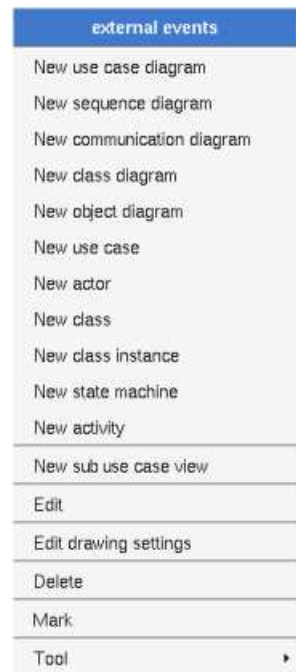 external events
New use case diagram
New sequence diagram
New communication diagram
New class diagram
New object diagram
New use case
New actor
New class
New class instance
New state machine
New activity
New sub use case view
Edit
Edit drawing settings
Delete
Mark
Tool